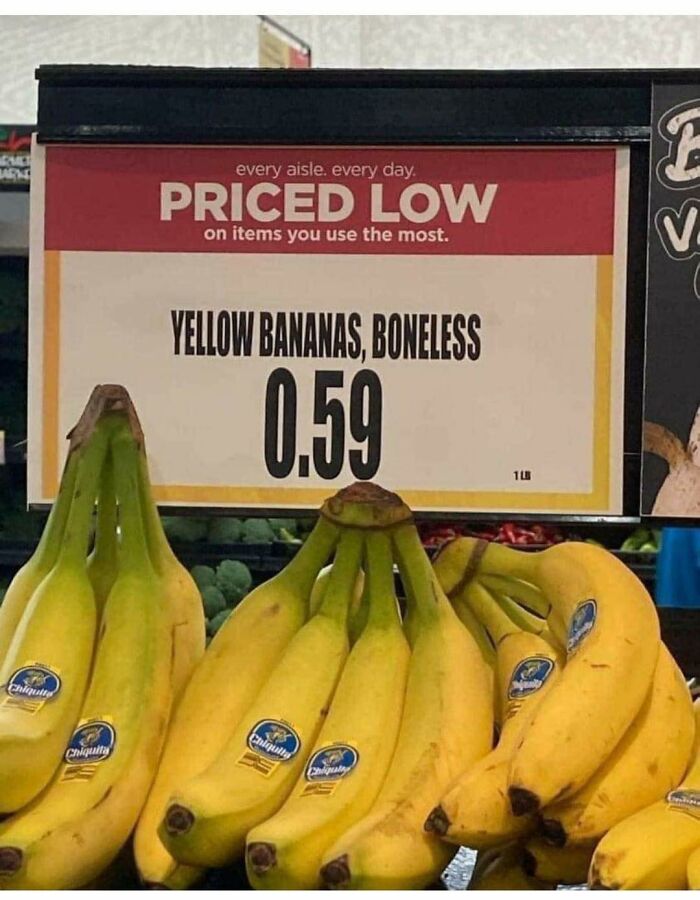 every aisle. every day.
PRICED LOW
on items you use the most.
YELLOW BANANAS, BONELESS
0.59
1 LB
Chiquita
Chiquita
Chiquita
Chiquita
Chiquita
Chiquita